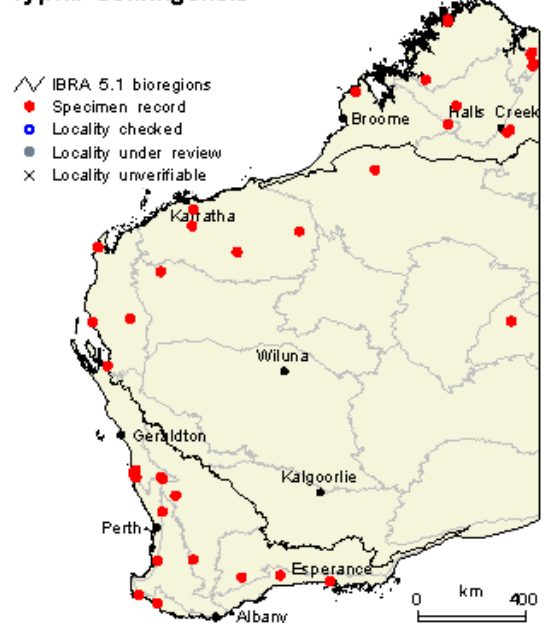 IBRA 5.1 bioregions
Specimen record
Locality checked
Locality under review
Locality unverifiable
Broome
Halls Creek
Karratha
Wiluna
Geraldton
Kalgoorlie
Perth
Esperance
Albany
km
0 400